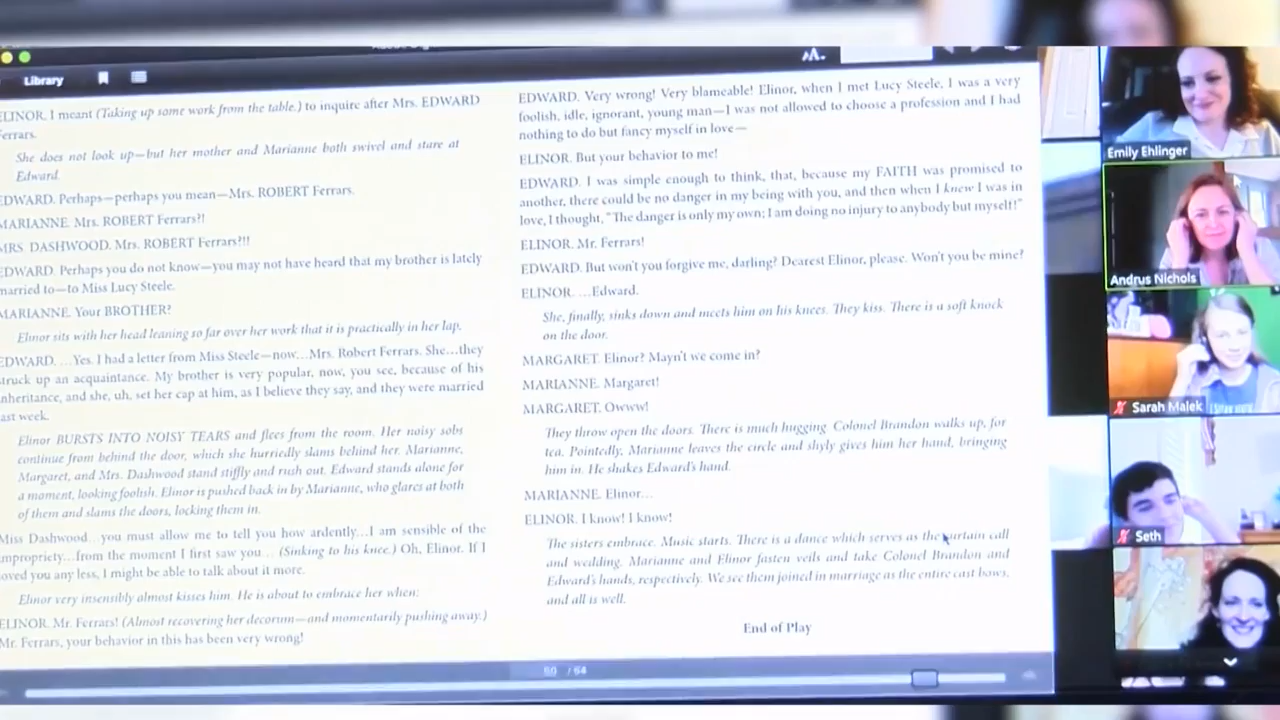 Library
ELINOR. I meant (Taking up some work from the table.) to inquire after Mrs. EDWARD
Ferrars.
She does not look up—but her mother and Marianne both swivel and stare at
Edward.
EDWARD. Perhaps—perhaps you mean—Mrs. ROBERT Ferrars.
MARIANNE. Mrs. ROBERT Ferrars?!
MRS. DASHWOOD. Mrs. ROBERT Ferrars?!!!
EDWARD. Perhaps you do not know—you may not have heard that my brother is lately
married to—to Miss Lucy Steele.
MARIANNE. Your BROTHER?
Elinor sits with her head leaning so far over her work that it is practically in her lap.
EDWARD. …Yes. I had a letter from Miss Steele—now…Mrs. Robert Ferrars. She…they
truck up an acquaintance. My brother is very popular, now, you see, because of his
nheritance, and she, uh, set her cap at him, as I believe they say, and they were married
ast week.
Elinor BURSTS INTO NOISY TEARS and flees from the room. Her noisy sobs
continue from behind the door, which she hurriedly slams behind her. Marianne,
Margaret, and Mrs. Dashwood stand stiffly and rush out. Edward stands alone for
a moment, looking foolish. Elinor is pushed back in by Marianne, who glares at both
of them and slams the doors, locking them in.
Miss Dashwood.. you must allow me to tell you how ardently…I am sensible of the
mpropriety…from the moment I first saw you… (Sinking to his knee.) Oh, Elinor. If I
oved you any less, I might be able to talk about it more.
Elinor very insensibly almost kisses him. He is about to embrace her when:
ELINOR. Mr. Ferrars! (Almost recovering her decorum—and momentarily pushing away.)
Mr. Ferrars, your behavior in this has been very wrong!
EDWARD. Very wrong! Very blameable! Elinor, when I met Lucy Steele, I was a very
foolish, idle, ignorant, young man—I was not allowed to choose a profession and I had
nothing to do but fancy myself in love—
ELINOR. But your behavior to me!
EDWARD. I was simple enough to think, that, because my FAITH was promised to
another, there could be no danger in my being with you, and then when I knew I was in
love, I thought, "The danger is only my own; I am doing no injury to anybody but myself!"
ELINOR. Mr. Ferrars!
EDWARD. But won't you forgive me, darling? Dearest Elinor, please. Won't you be mine?
ELINOR. …Edward.
She, finally, sinks down and meets him on his knees. They kiss. There is a soft knock
on the door.
MARGARET. Elinor? Mayn't we come in?
MARIANNE. Margaret!
MARGARET. Owww!
They throw open the doors. There is much hugging. Colonel Brandon walks up, for
tea. Pointedly, Marianne leaves the circle and shyly gives him her hand, bringing
him in. He shakes Edward's hand.
MARIANNE. Elinor…
ELINOR. I know! I know!
The sisters embrace. Music starts. There is a dance which serves as the curtain call
and wedding. Marianne and Elinor fasten veils and take Colonel Brandon and
Edward's hands, respectively. We see them joined in marriage as the entire cast bows,
and all is well.
End of Play
60 / 64
Emily Ehlinger
Andrus Nichols
Sarah Malek
Seth